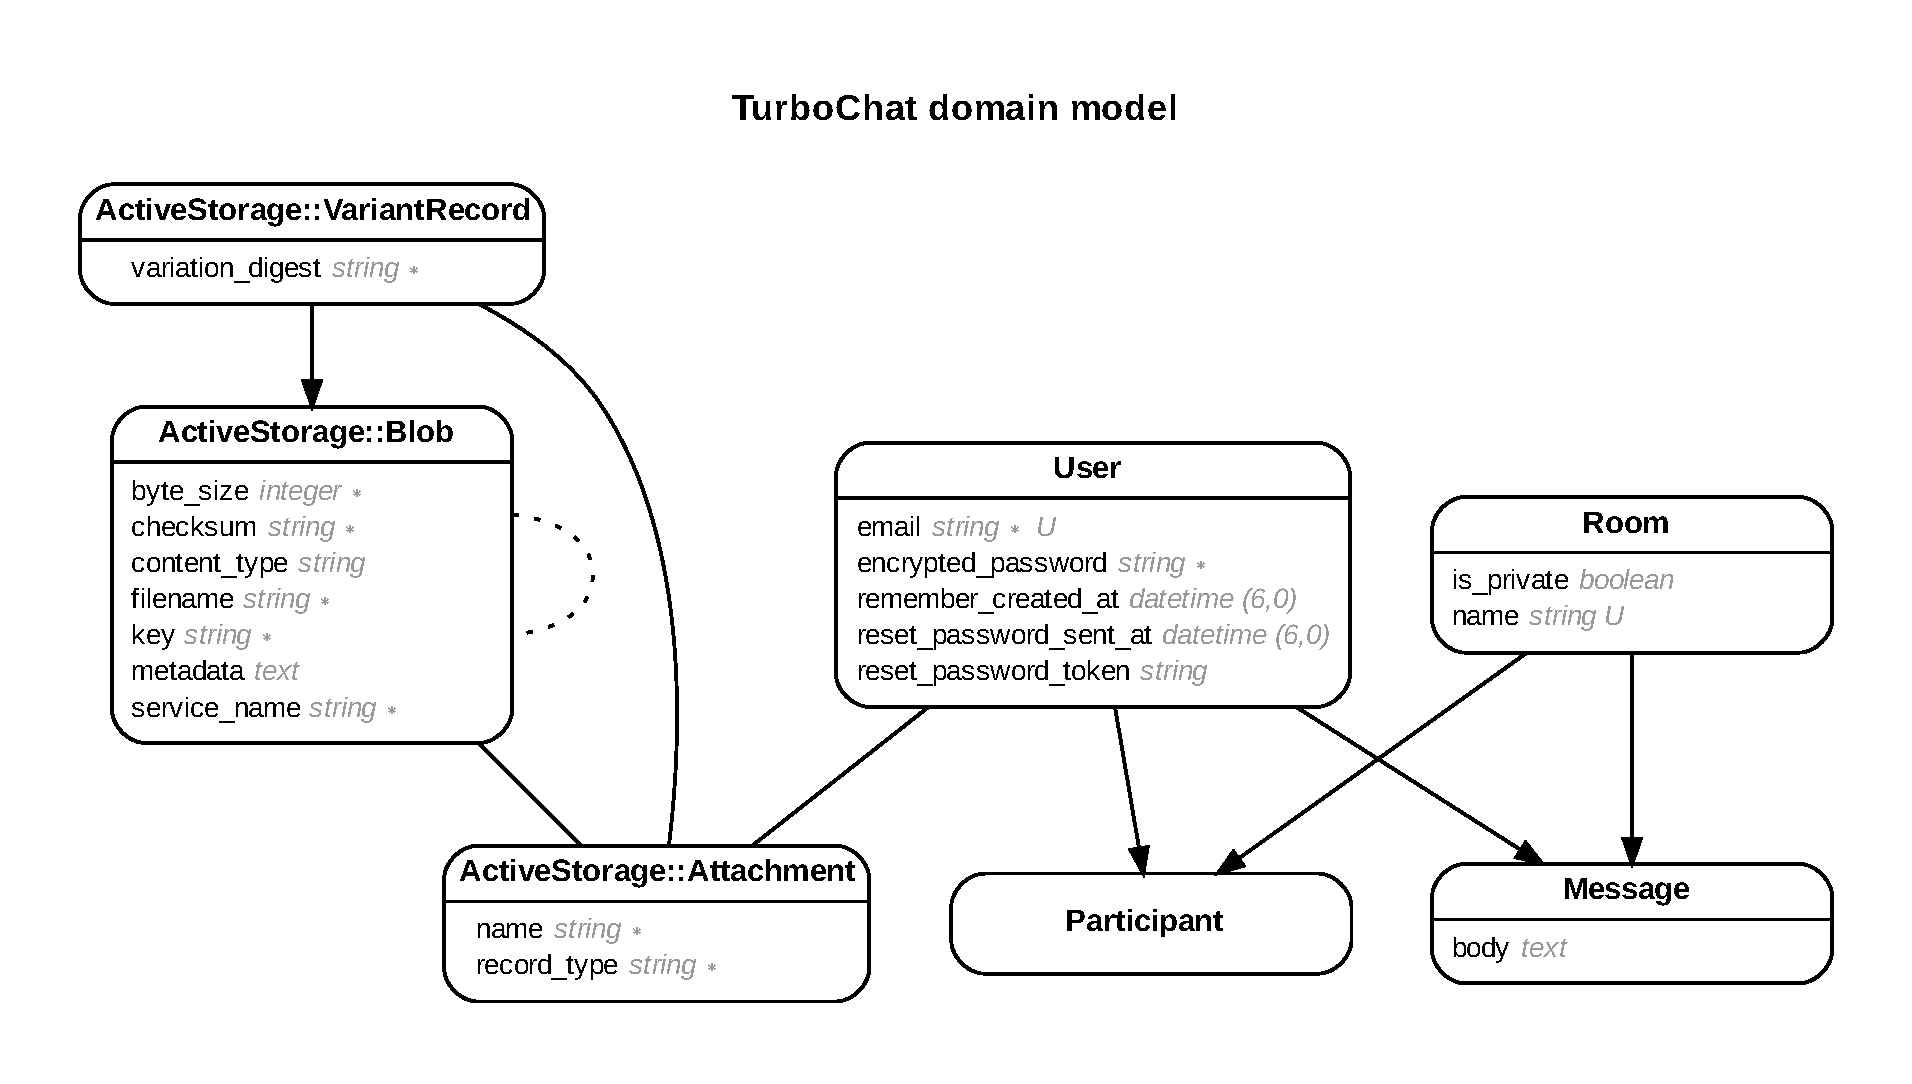 TurboChat domain model
ActiveStorage::VariantRecord
variation_digest string *
ActiveStorage::Blob
byte_size integer *
checksum string *
content_type string
filename string *
key string *
metadata text
service_name string *
User
email string * U
encrypted_password string *
remember_created_at datetime (6,0)
reset_password_sent_at datetime (6,0)
reset_password_token string
Room
is_private boolean
name string U
ActiveStorage::Attachment
name string *
record_type string *
Participant
Message
body text